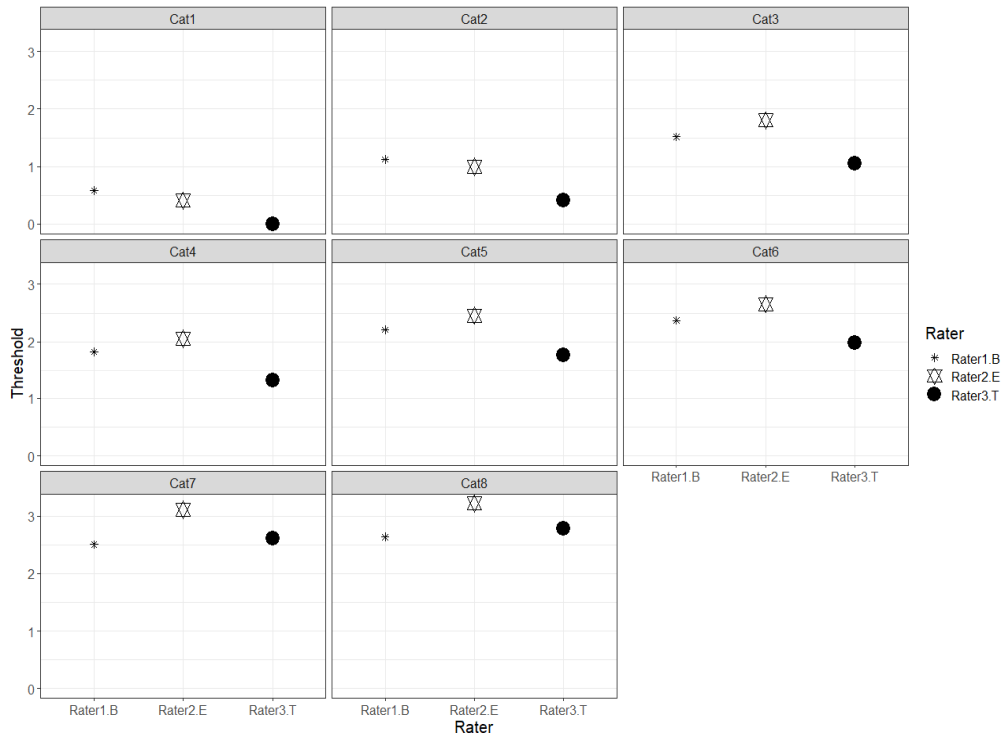 Cat1 Cat2 Cat3
3
2
1
0
Cat4 Cat5 Cat6
3
2
1
0
Rater1.B Rater2.E Rater3.T
Cat7 Cat8
3
2
1
0
Rater1.B Rater2.E Rater3.T Rater1.B Rater2.E Rater3.T
Rater
Threshold
Rater
Rater1.B
Rater2.E
Rater3.T